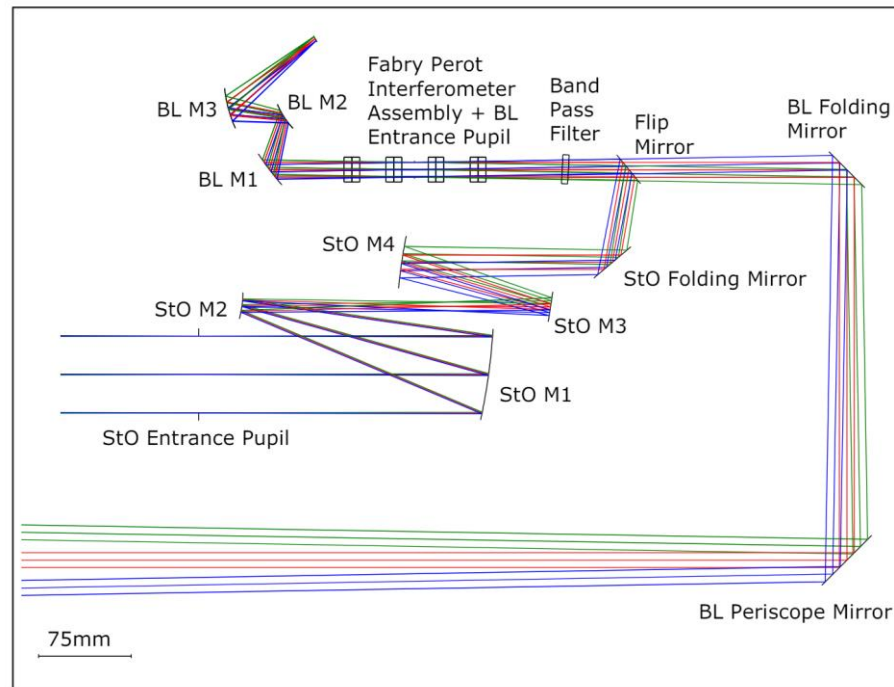 Fabry Perot
Interferometer
Assembly + BL
Entrance Pupil
Band
Pass
Filter
Flip
Mirror
BL Folding
Mirror
BL M3
BL M2
BL M1
StO M4
StO Folding Mirror
StO M2
StO M3
StO M1
StO Entrance Pupil
BL Periscope Mirror
75mm